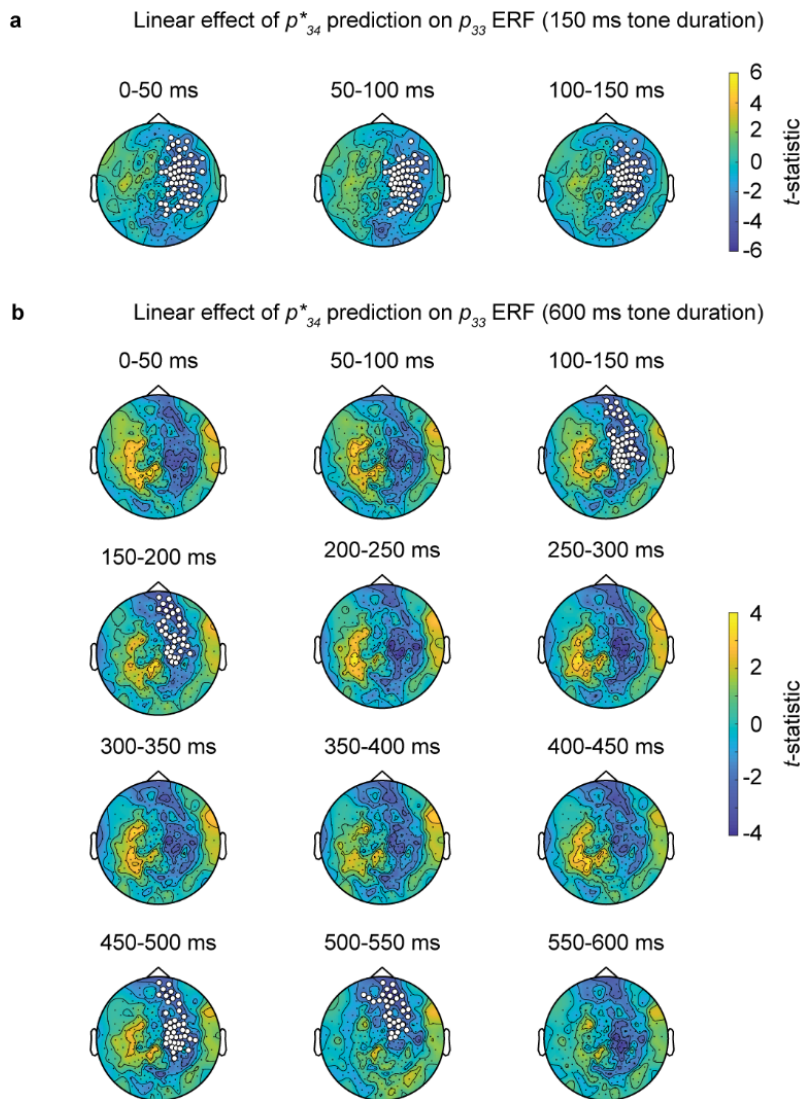 a Linear effect of p*34 prediction on p33 ERF (150 ms tone duration)
0-50 ms 50-100 ms 100-150 ms
6
4
2
0
-2
-4
-6
t-statistic
b Linear effect of p*34 prediction on p33 ERF (600 ms tone duration)
0-50 ms 50-100 ms 100-150 ms
150-200 ms 200-250 ms 250-300 ms
4
2
0
-2
-4
t-statistic
300-350 ms 350-400 ms 400-450 ms
450-500 ms 500-550 ms 550-600 ms